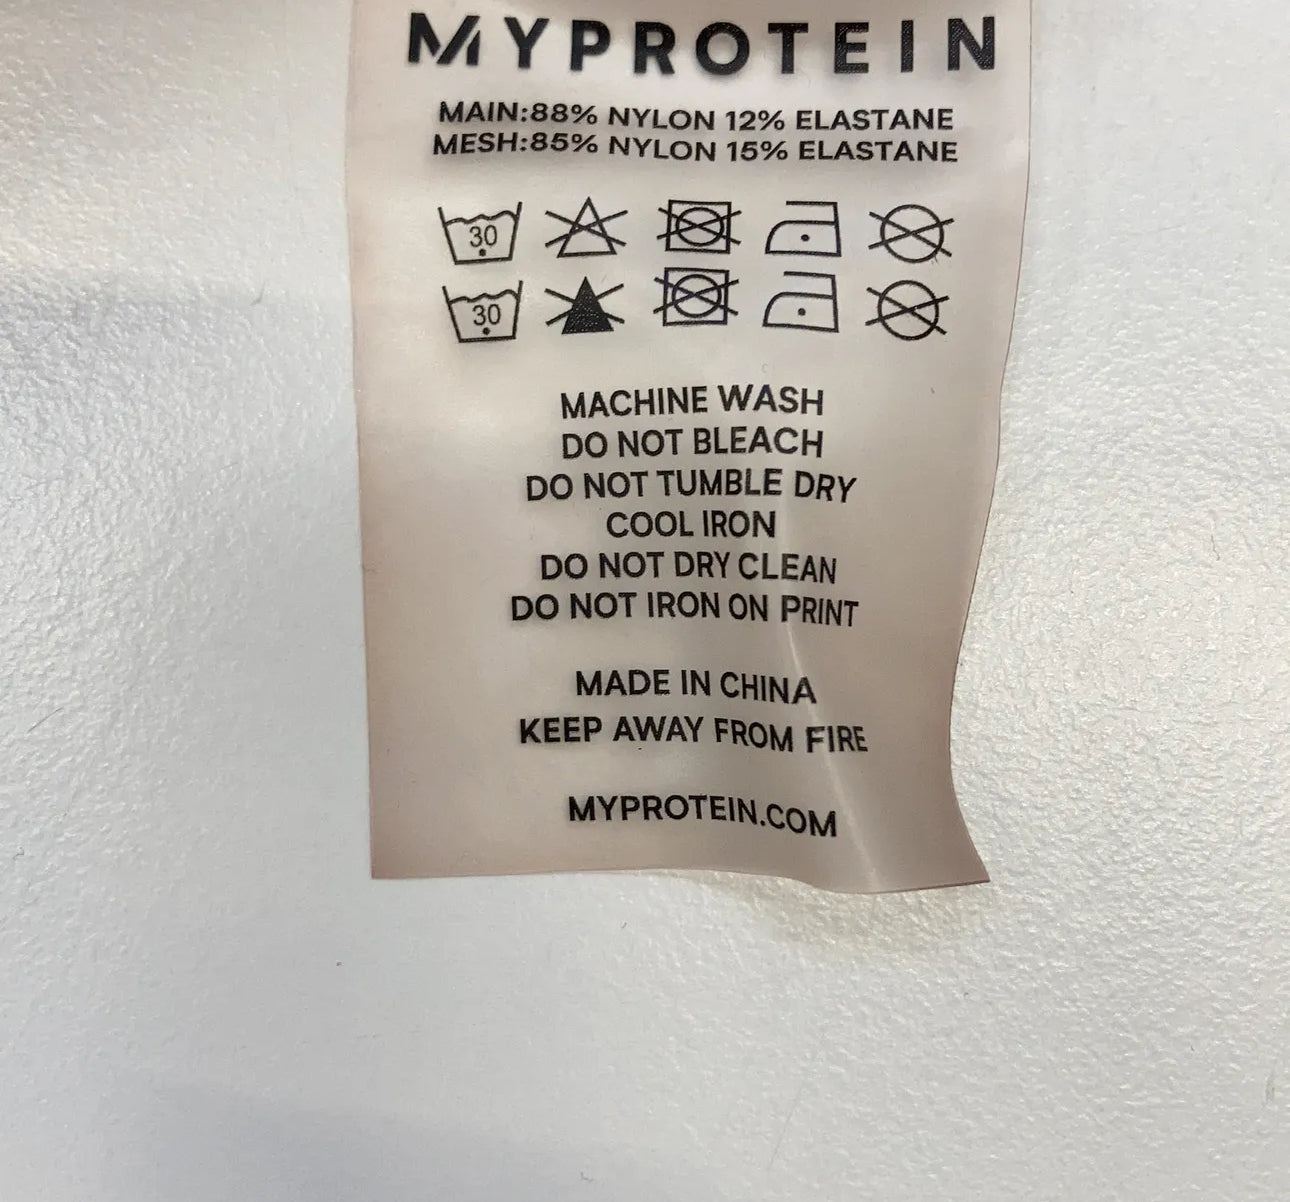 MYPROTEIN
MAIN:88% NYLON 12% ELASTANE
MESH:85% NYLON 15% ELASTANE
30
30
MACHINE WASH
DO NOT BLEACH
DO NOT TUMBLE DRY
COOL IRON
DO NOT DRY CLEAN
DO NOT IRON ON PRINT
MADE IN CHINA
KEEP AWAY FROM FIRE
MYPROTEIN.COM